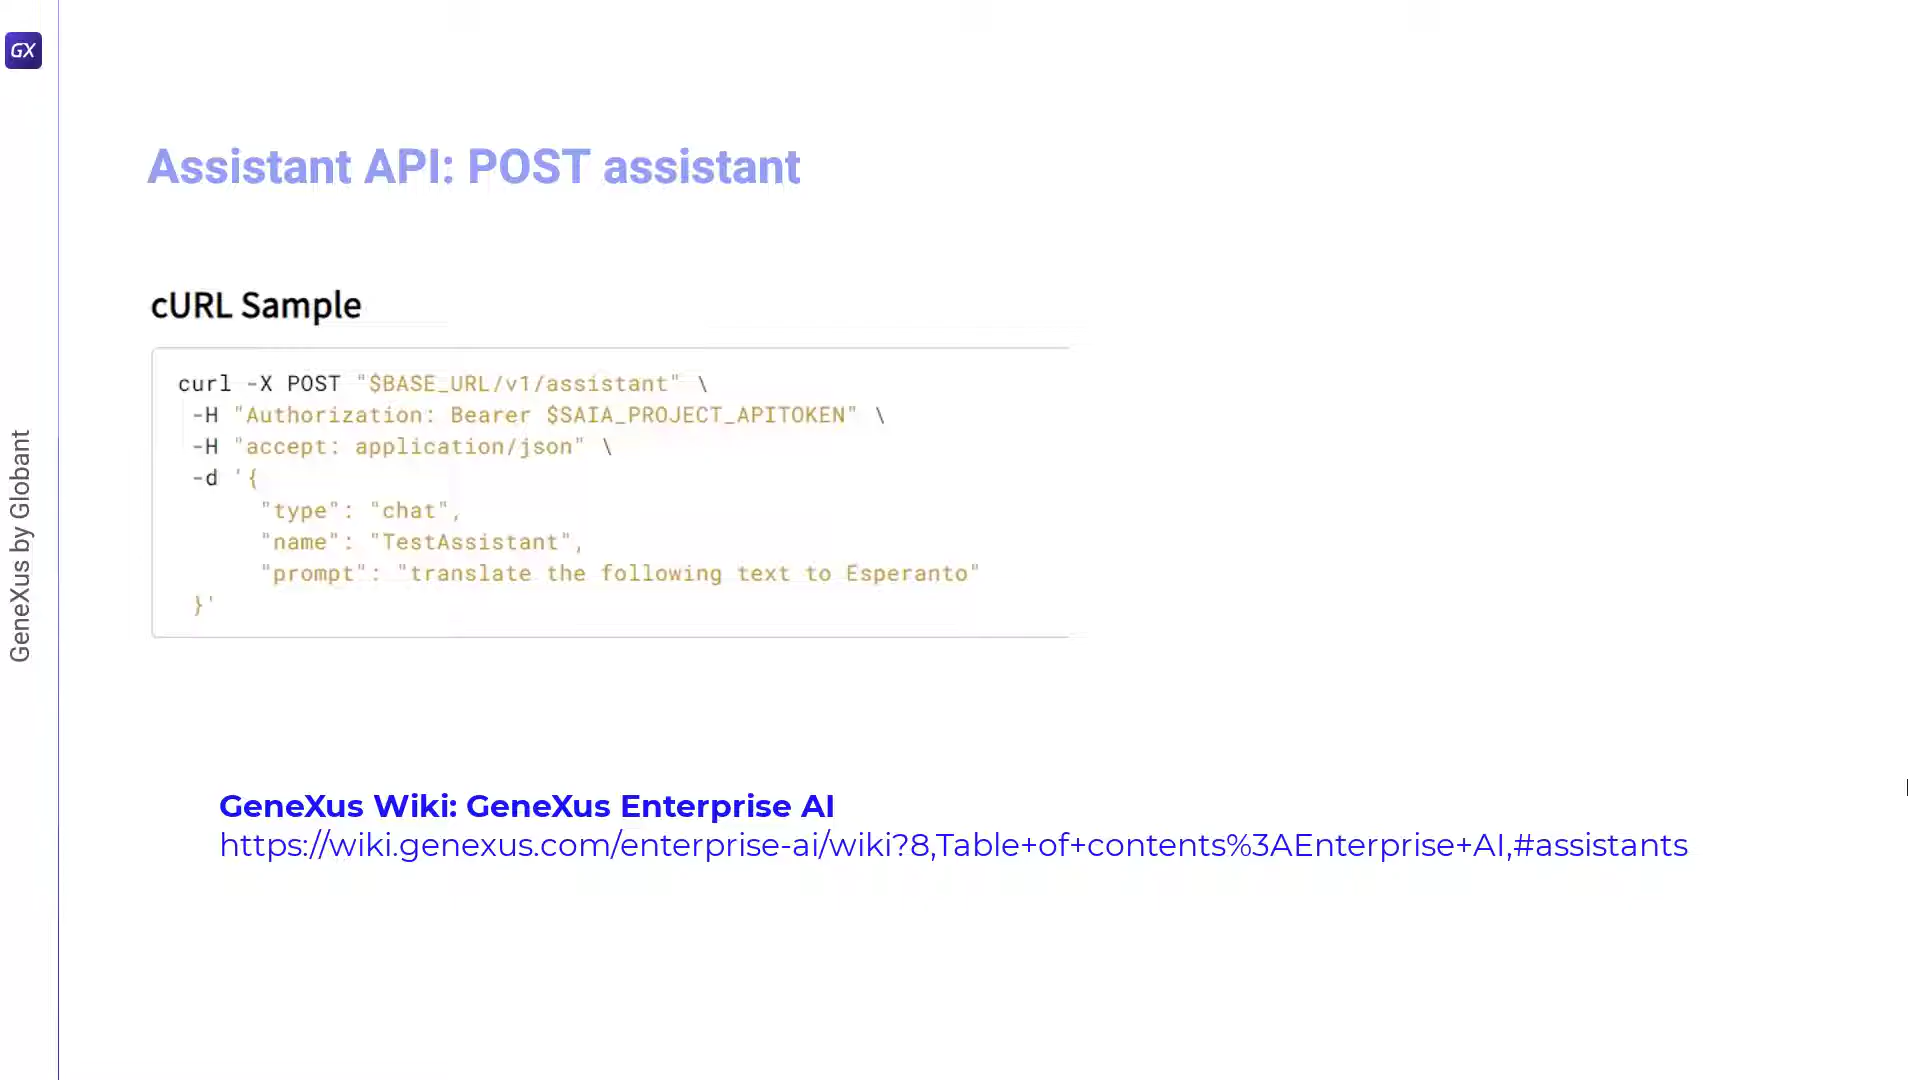 GX
GeneXus by Globant
Assistant API: POST assistant
cURL Sample
curl -X POST "$BASE_URL/v1/assistant" \
-H "Authorization: Bearer $SAIA_PROJECT_APITOKEN" \
-H "accept: application/json" \
-d '{
"type": "chat",
"name": "TestAssistant",
"prompt": "translate the following text to Esperanto"
}'
GeneXus Wiki: GeneXus Enterprise AI
https://wiki.genexus.com/enterprise-ai/wiki?8,Table+of+contents%3AEnterprise+AI,#assistants